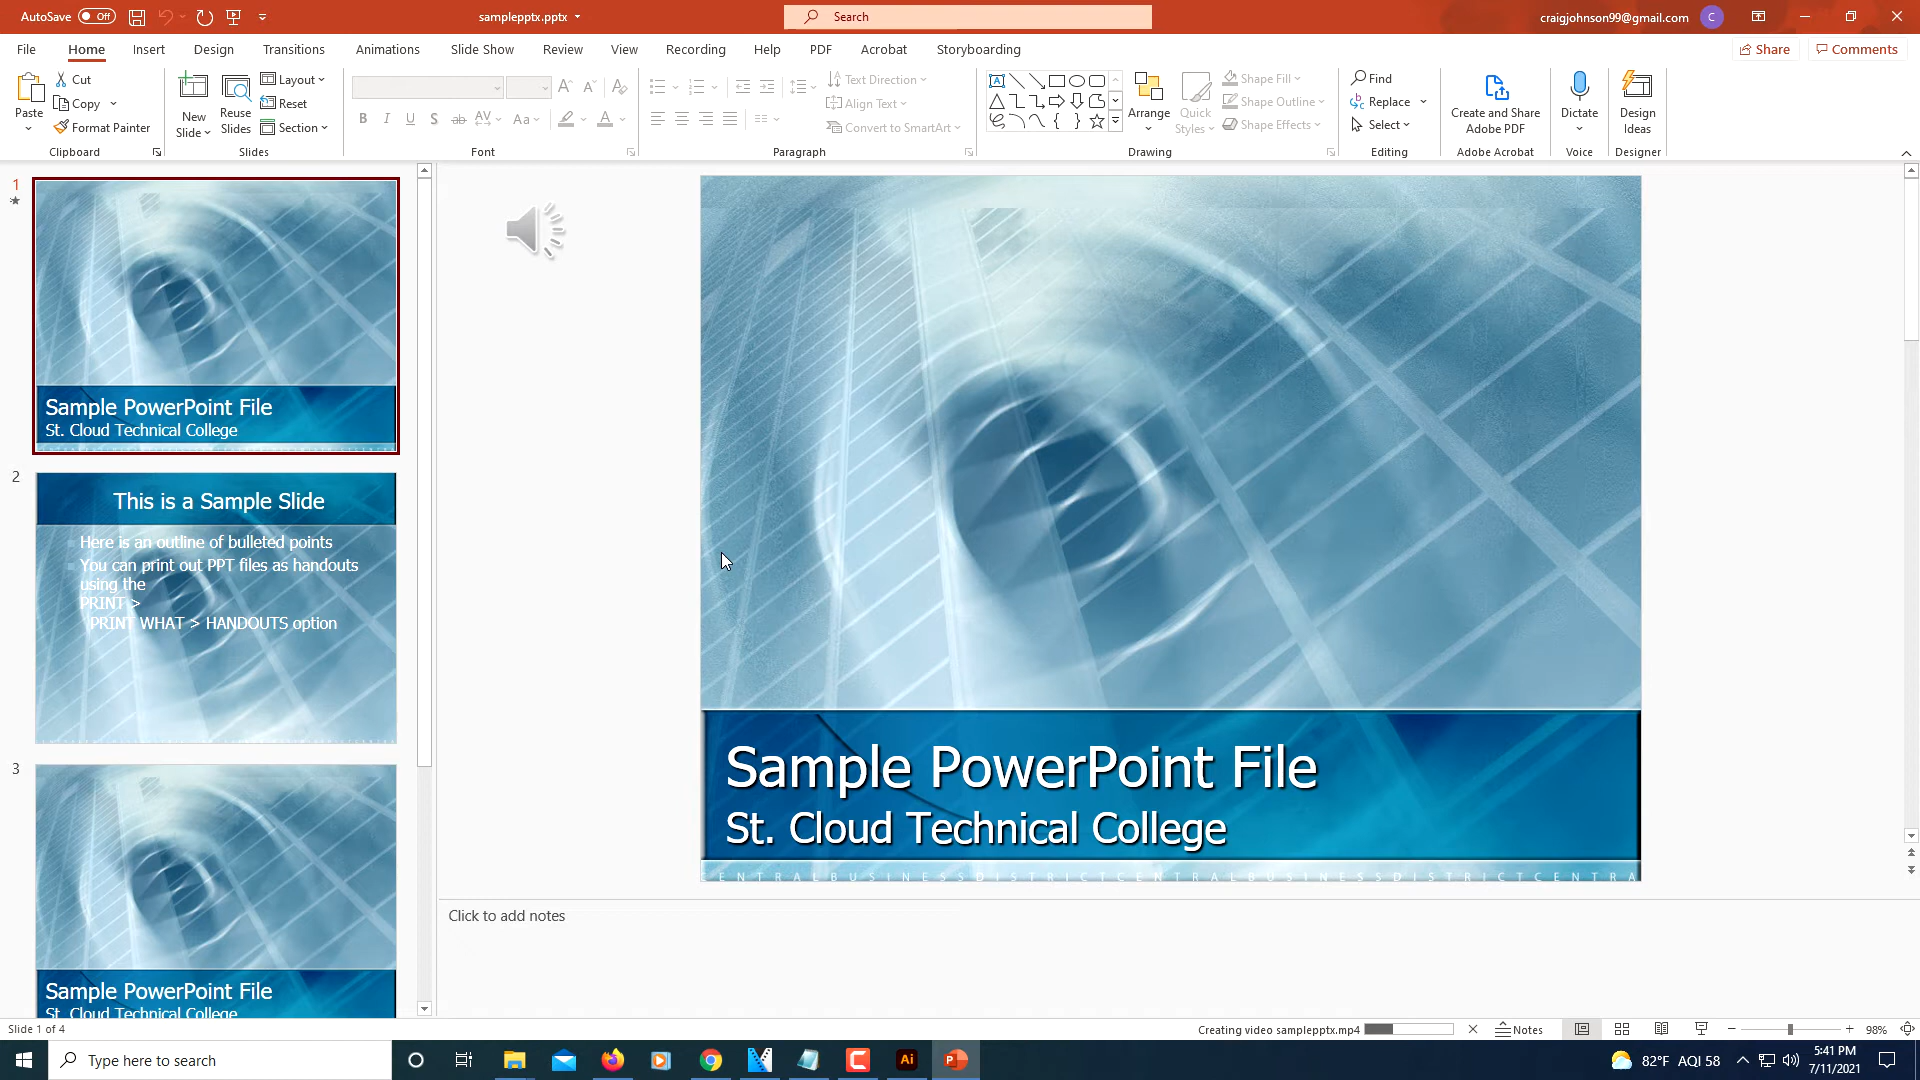 AutoSave Off
samplepptx.pptx
Search
craigjohnson99@gmail.com
C
File Home Insert Design Transitions Animations Slide Show Review View Recording Help PDF Acrobat Storyboarding
Share Comments
Paste
Cut
Copy
Format Painter
Clipboard
New
Slide
Reuse
Slides
Layout
Reset
Section
Slides
B I U S ab AV Aa A
Font
Text Direction
Align Text
Convert to SmartArt
Paragraph
Arrange
Quick
Styles
Shape Fill
Shape Outline
Shape Effects
Drawing
Find
Replace
Select
Editing
Create and Share
Adobe PDF
Adobe Acrobat
Dictate
Voice
Design
Ideas
Designer
1
Sample PowerPoint File
St. Cloud Technical College
2
This is a Sample Slide
Here is an outline of bulleted points
You can print out PPT files as handouts
using the
PRINT >
PRINT WHAT > HANDOUTS option
3
Sample PowerPoint File
St. Cloud Technical College
Sample PowerPoint File
St. Cloud Technical College
CENTRALBUSINESSDISTRICTCENTRALBUSINESSDISTRICTCENTRA
Click to add notes
Slide 1 of 4
Creating video samplepptx.mp4
Notes
98%
Type here to search
Ai
82°F AQI 58
5:41 PM
7/11/2021